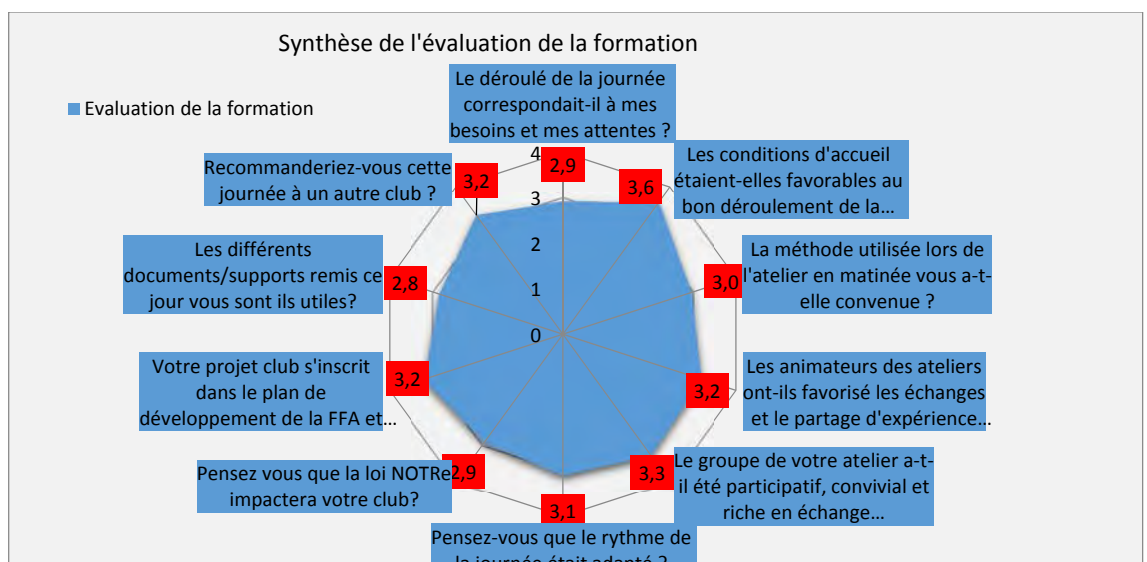 Synthèse de l'évaluation de la formation
Evaluation de la formation
Le déroulé de la journée
correspondait-il à mes
besoins et mes attentes ?
2,9
Les conditions d'accueil
étaient-elles favorables au
bon déroulement de la...
3,6
La méthode utilisée lors de
l'atelier en matinée vous a-t-
elle convenue ?
3,0
Les animateurs des ateliers
ont-ils favorisé les échanges
et le partage d'expérience...
3,2
Le groupe de votre atelier a-t-
il été participatif, convivial et
riche en échange...
3,3
Pensez-vous que le rythme de
la journée était adapté ?
3,1
Pensez vous que la loi NOTRe
impactera votre club?
2,9
Votre projet club s'inscrit
dans le plan de
développement de la FFA et...
3,2
Les différents
documents/supports remis ce
jour vous sont ils utiles?
2,8
Recommanderiez-vous cette
journée à un autre club ?
3,2
4
3
2
1
0